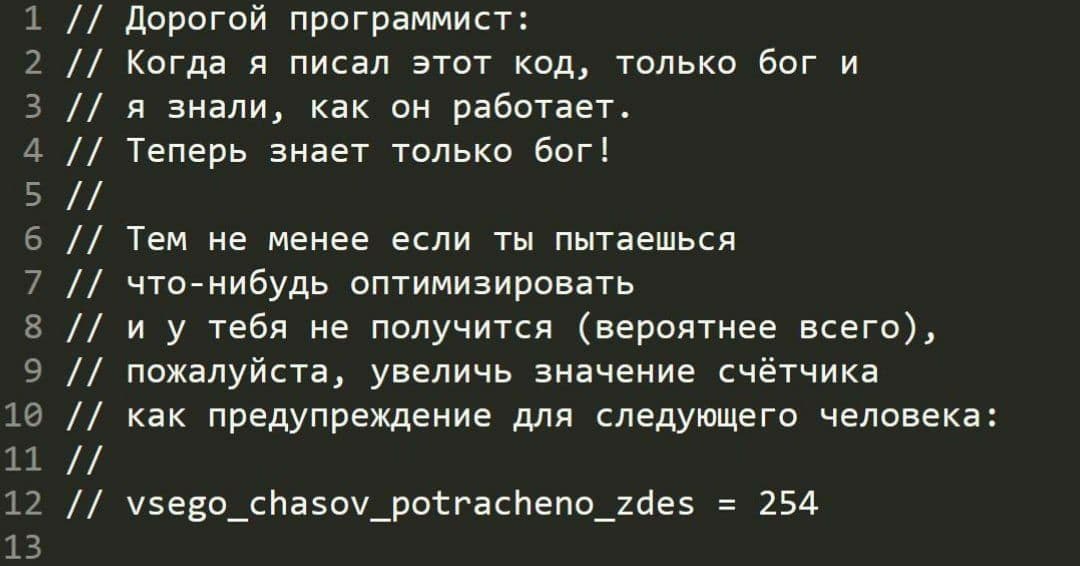 1 // Дорогой программист:
2 // Когда я писал этот код, только бог и
3 // я знали, как он работает.
4 // Теперь знает только бог!
5 //
6 // Тем не менее если ты пытаешься
7 // что-нибудь оптимизировать
8 // и у тебя не получится (вероятнее всего),
9 // пожалуйста, увеличь значение счётчика
10 // как предупреждение для следующего человека:
11 //
12 // vsego_chasov_potracheno_zdes = 254
13